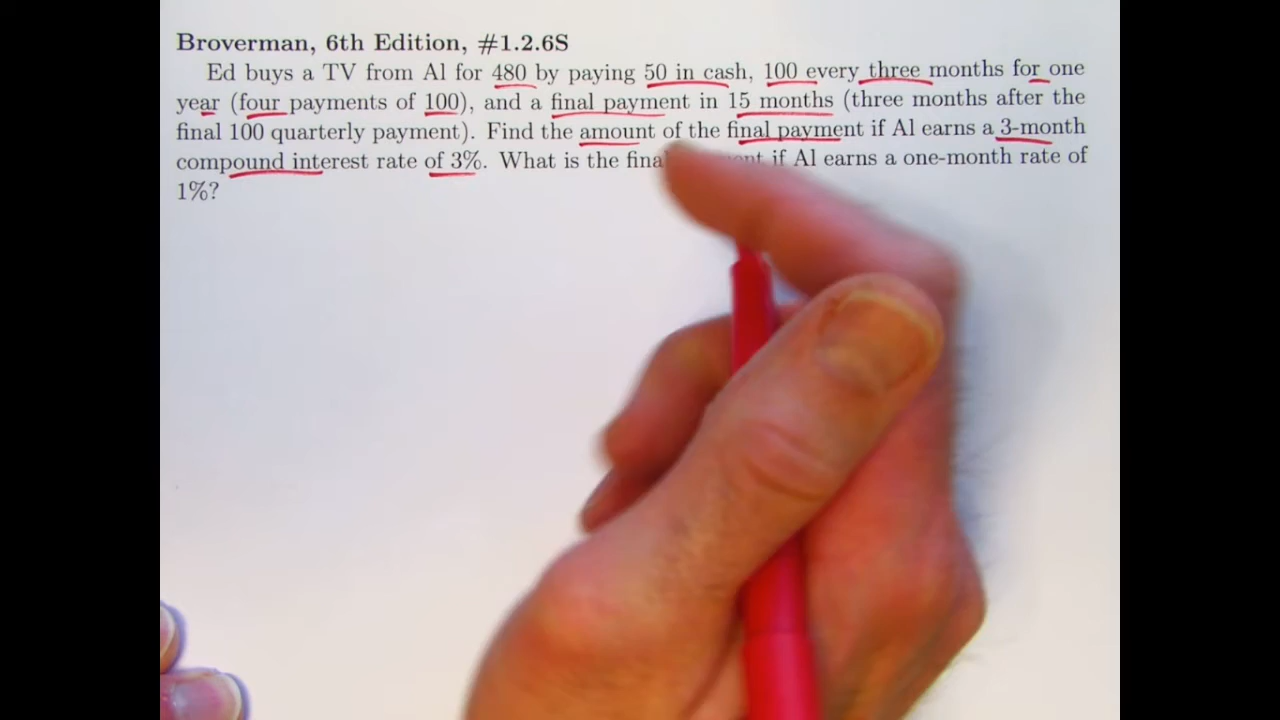 Broverman, 6th Edition, #1.2.6S
Ed buys a TV from Al for 480 by paying 50 in cash, 100 every three months for one
year (four payments of 100), and a final payment in 15 months (three months after the
final 100 quarterly payment). Find the amount of the final payment if Al earns a 3-month
compound interest rate of 3%. What is the if Al earns a one-month rate of
1%?